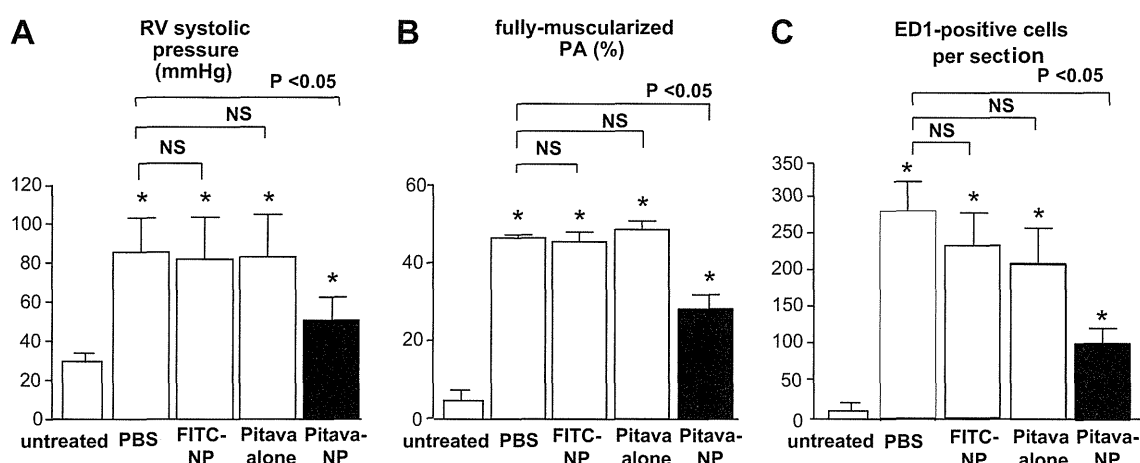 A
RV systolic
pressure
(mmHg)
P <0.05
NS
NS
120
100
80
60
40
20
0
* * * *
untreated PBS FITC-NP Pitava alone Pitava-NP
B
fully-muscularized
PA (%)
P <0.05
NS
NS
60
40
20
0
* * * *
untreated PBS FITC-NP Pitava alone Pitava-NP
C
ED1-positive cells
per section
P <0.05
NS
NS
350
300
250
200
150
100
50
0
* * * *
untreated PBS FITC-NP Pitava alone Pitava-NP